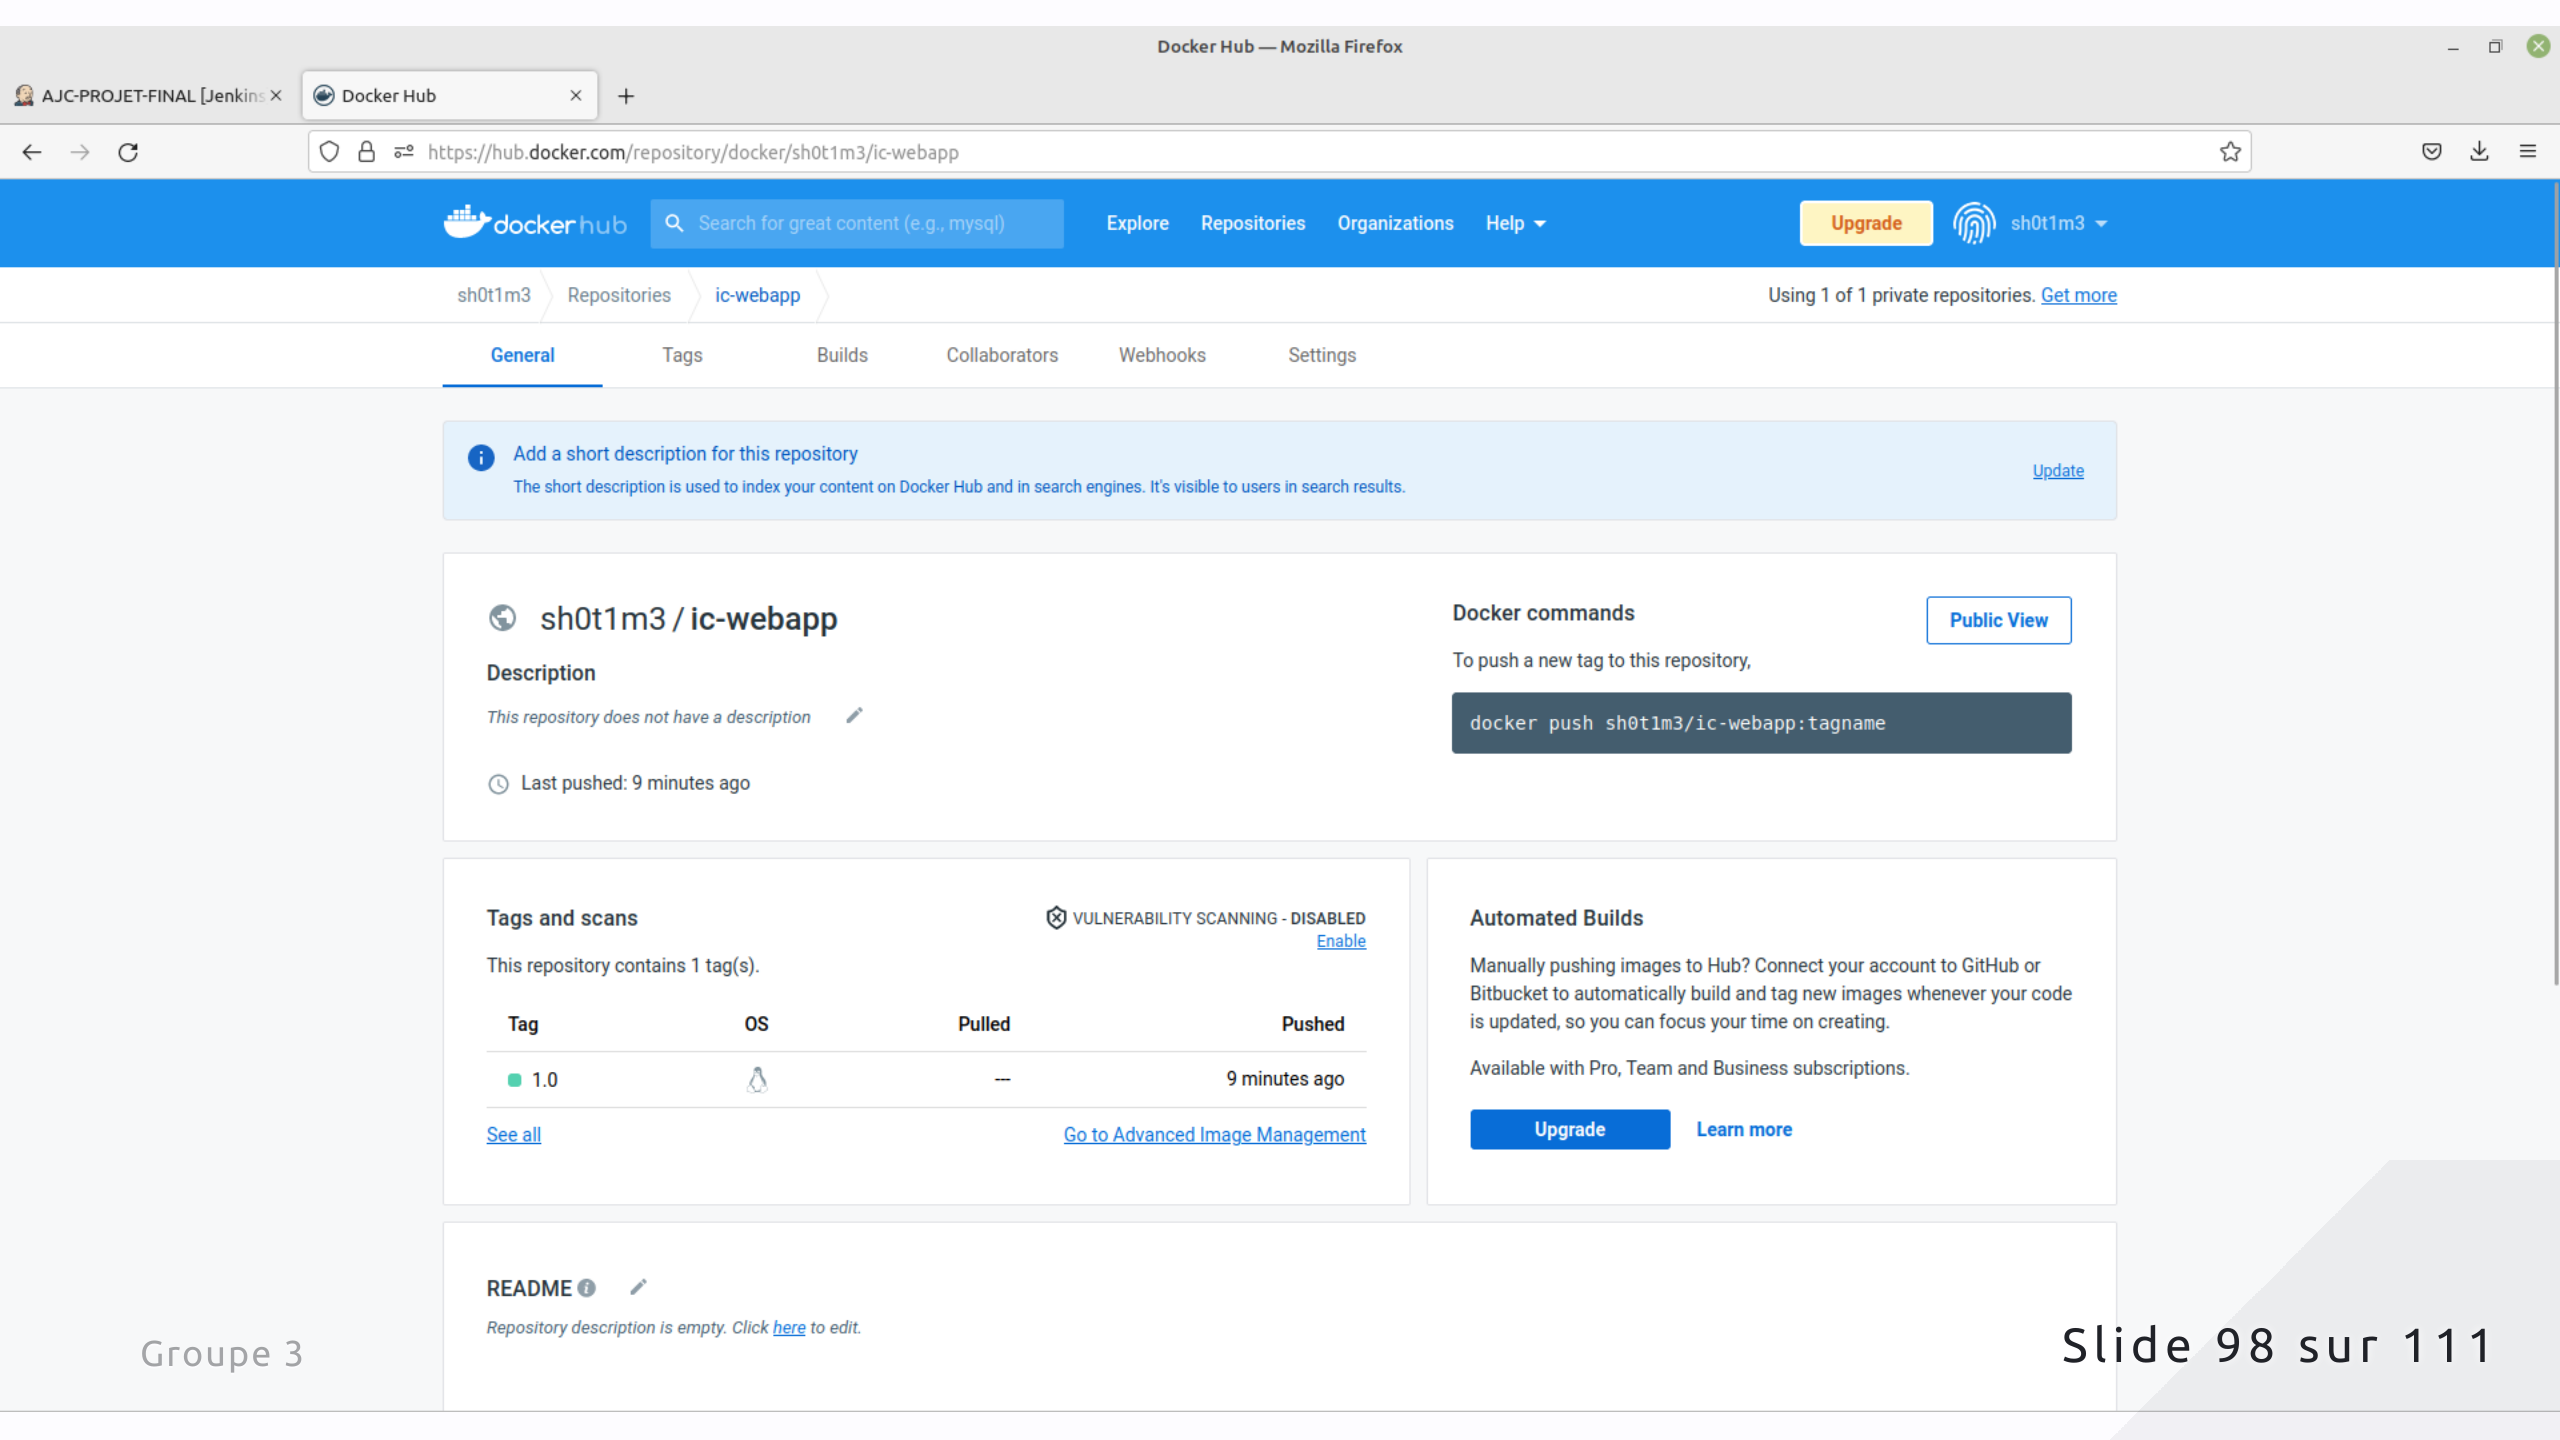 Docker Hub — Mozilla Firefox
AJC-PROJET-FINAL [Jenkins
Docker Hub
https://hub.docker.com/repository/docker/sh0t1m3/ic-webapp
dockerhub
Search for great content (e.g., mysql)
Explore
Repositories
Organizations
Help
Upgrade
sh0t1m3
sh0t1m3
Repositories
ic-webapp
Using 1 of 1 private repositories. Get more
General
Tags
Builds
Collaborators
Webhooks
Settings
Add a short description for this repository
The short description is used to index your content on Docker Hub and in search engines. It's visible to users in search results.
Update
sh0t1m3 / ic-webapp
Description
This repository does not have a description
Last pushed: 9 minutes ago
Docker commands
Public View
To push a new tag to this repository,
docker push sh0t1m3/ic-webapp:tagname
Tags and scans
VULNERABILITY SCANNING - DISABLED
Enable
This repository contains 1 tag(s).
Tag OS Pulled Pushed
1.0 --- 9 minutes ago
See all
Go to Advanced Image Management
Automated Builds
Manually pushing images to Hub? Connect your account to GitHub or
Bitbucket to automatically build and tag new images whenever your code
is updated, so you can focus your time on creating.
Available with Pro, Team and Business subscriptions.
Upgrade
Learn more
README
Repository description is empty. Click here to edit.
Groupe 3
Slide 98 sur 111